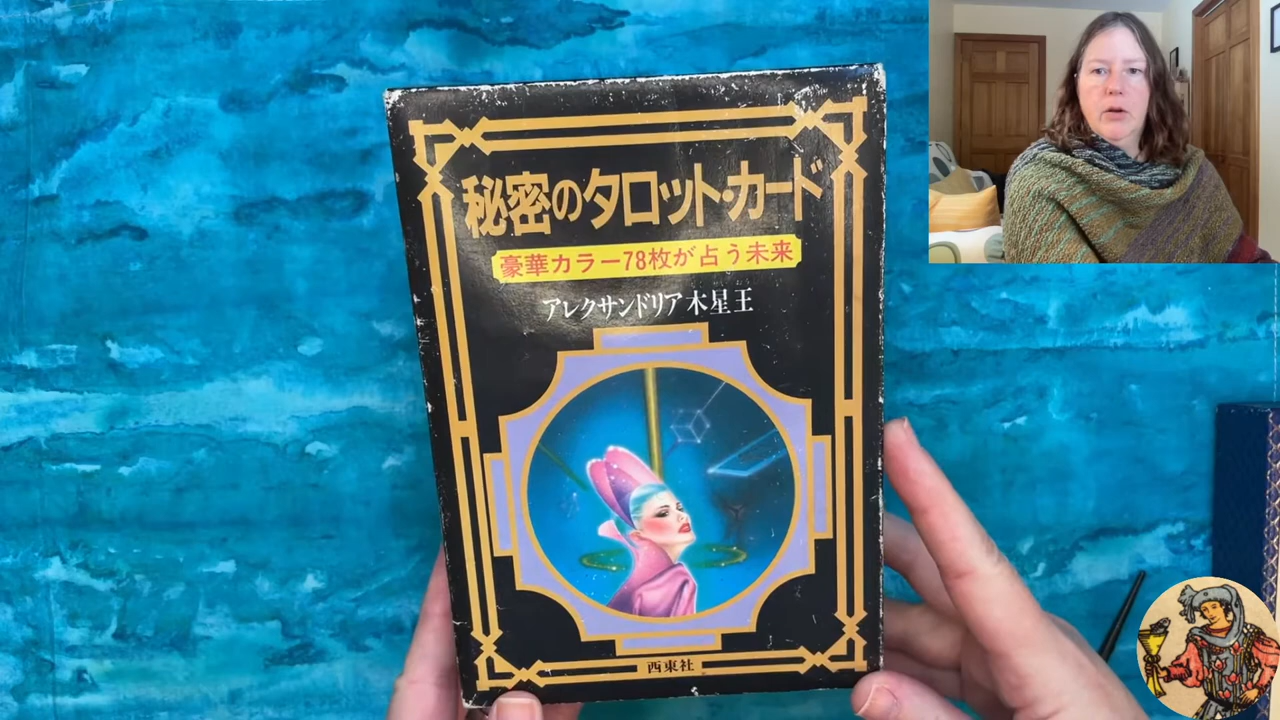 秘密のタロット・カード
豪華カラー78枚が占う未来
アレクサンドリア木星王
西東社